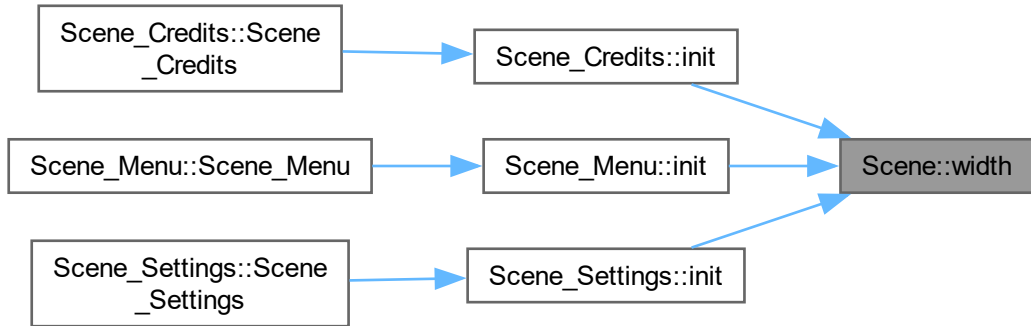 Scene_Credits::Scene
_Credits
Scene_Credits::init
Scene_Menu::Scene_Menu
Scene_Menu::init
Scene::width
Scene_Settings::Scene
_Settings
Scene_Settings::init